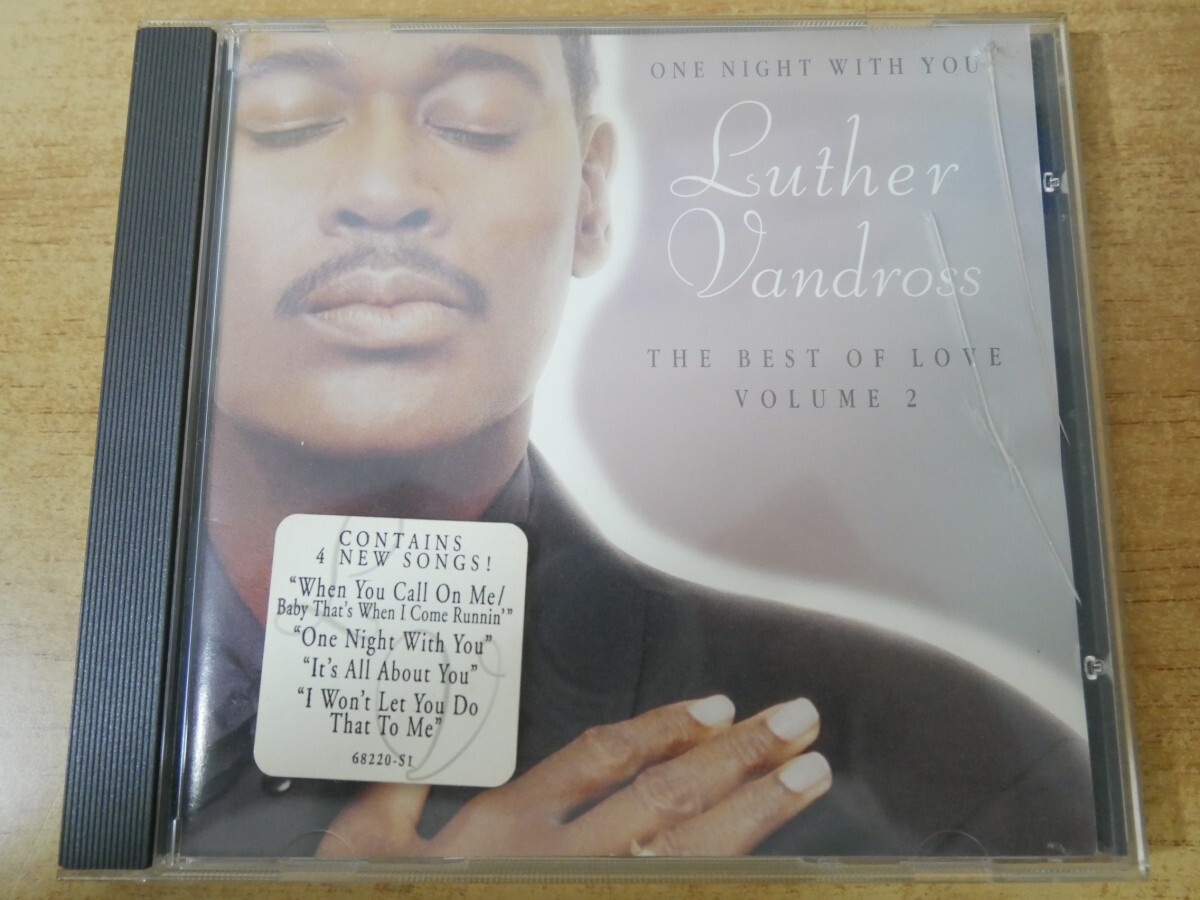 ONE NIGHT WITH YOU
Luther
Vandross
THE BEST OF LOVE
VOLUME 2
CONTAINS
4 NEW SONGS!
“When You Call On Me/
Baby That's When I Come Runnin'”
“One Night With You”
“It's All About You”
“I Won't Let You Do
That To Me”
68220-S1